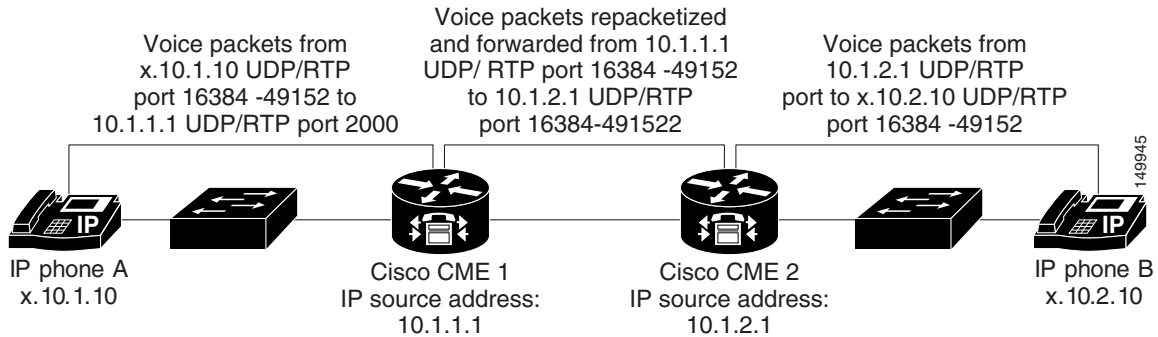 Voice packets from
x.10.1.10 UDP/RTP
port 16384 -49152 to
10.1.1.1 UDP/RTP port 2000
Voice packets repacketized
and forwarded from 10.1.1.1
UDP/ RTP port 16384 -49152
to 10.1.2.1 UDP/RTP
port 16384-491522
Voice packets from
10.1.2.1 UDP/RTP
port to x.10.2.10 UDP/RTP
port 16384 -49152
149945
IP
IP
IP phone A
x.10.1.10
Cisco CME 1
IP source address:
10.1.1.1
Cisco CME 2
IP source address:
10.1.2.1
IP phone B
x.10.2.10